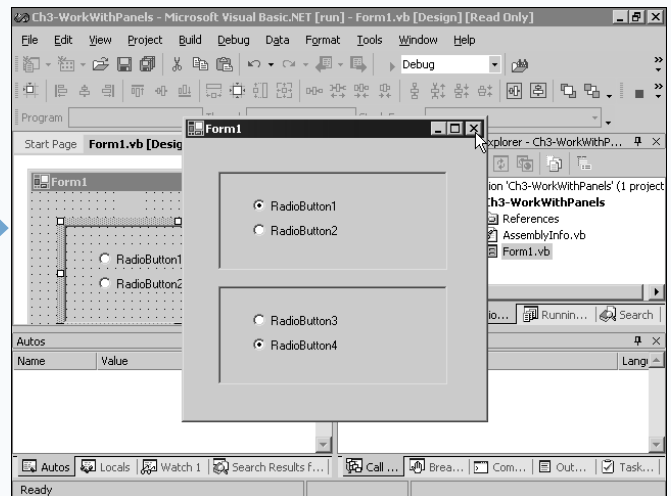 Ch3-WorkWithPanels - Microsoft Visual Basic.NET [run] - Form1.vb [Design] [Read Only]
File Edit View Project Build Debug Data Format Tools Window Help
Debug
Program
Start Page Form1.vb [Desig
xplorer - Ch3-WorkWithP...
Form1
Form1
ion 'Ch3-WorkWithPanels' (1 project
Ch3-WorkWithPanels
References
AssemblyInfo.vb
Form1.vb
RadioButton1
RadioButton2
RadioButton1
RadioButton2
RadioButton3
RadioButton4
io... Runnin... Search
Autos
Name Value
Langu
Autos Locals Watch 1 Search Results f... Call ... Brea... Com... Out... Task...
Ready